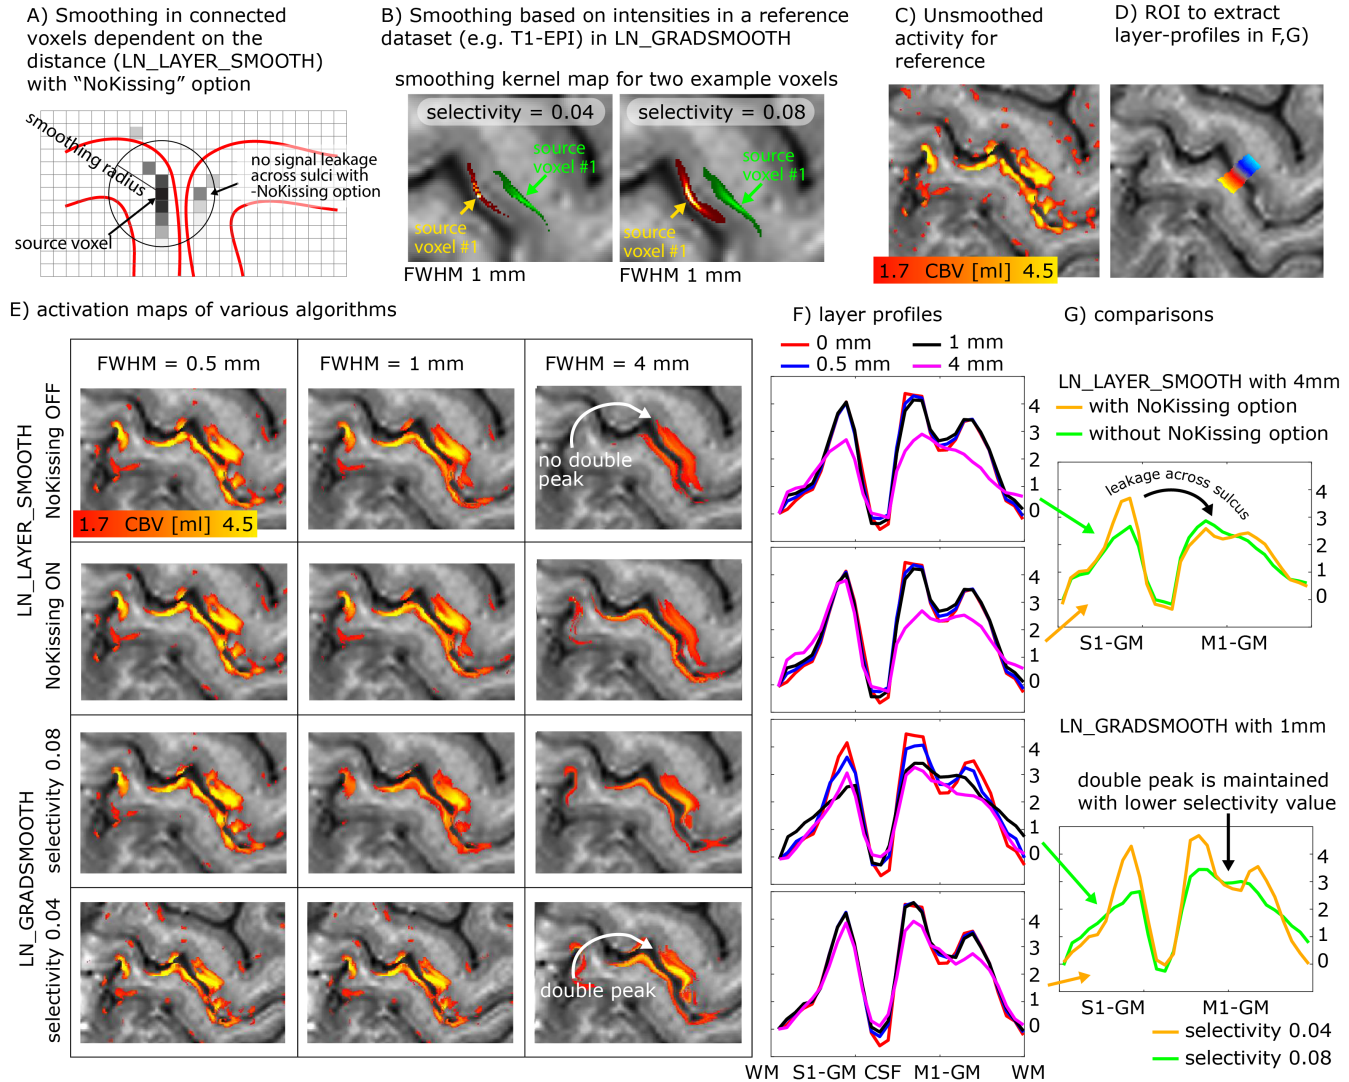 A) Smoothing in connected
voxels dependent on the
distance (LN_LAYER_SMOOTH)
with “NoKissing” option
smoothing radius
no signal leakage
across sulci with
-NoKissing option
source voxel
B) Smoothing based on intensities in a reference
dataset (e.g. T1-EPI) in LN_GRADSMOOTH
smoothing kernel map for two example voxels
selectivity = 0.04
source
voxel #1
source
voxel #1
FWHM 1 mm
selectivity = 0.08
source
voxel #1
source
voxel #1
FWHM 1 mm
C) Unsmoothed
activity for
reference
1.7 CBV [ml] 4.5
D) ROI to extract
layer-profiles in F,G)
E) activation maps of various algorithms
FWHM = 0.5 mm
FWHM = 1 mm
FWHM = 4 mm
LN_LAYER_SMOOTH
NoKissing OFF
1.7 CBV [ml] 4.5
no double
peak
NoKissing ON
LN_GRADSMOOTH
selectivity 0.08
selectivity 0.04
double peak
F) layer profiles
0 mm
1 mm
0.5 mm
4 mm
4
3
2
1
0
4
3
2
1
0
4
3
2
1
0
4
3
2
1
0
WM S1-GM CSF M1-GM WM
G) comparisons
LN_LAYER_SMOOTH with 4mm
with NoKissing option
without NoKissing option
leakage across sulcus
4
3
2
1
0
S1-GM
M1-GM
LN_GRADSMOOTH with 1mm
double peak is maintained
with lower selectivity value
4
3
2
1
0
S1-GM
M1-GM
selectivity 0.04
selectivity 0.08